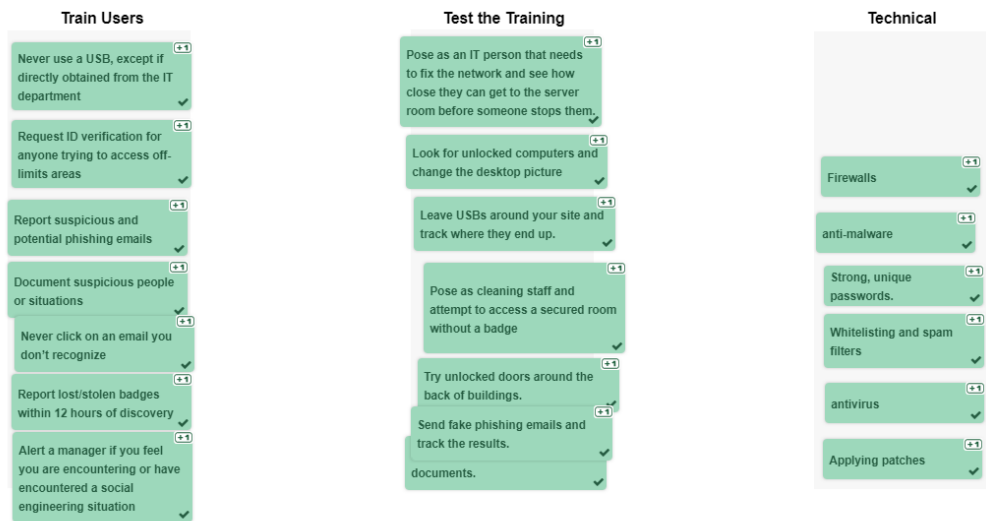 Train Users
+1
Never use a USB, except if
directly obtained from the IT
department
+1
Request ID verification for
anyone trying to access off-
limits areas
+1
Report suspicious and
potential phishing emails
+1
Document suspicious people
or situations
+1
Never click on an email you
don't recognize
+1
Report lost/stolen badges
within 12 hours of discovery
+1
Alert a manager if you feel
you are encountering or have
encountered a social
engineering situation
Test the Training
+1
Pose as an IT person that needs
to fix the network and see how
close they can get to the server
room before someone stops them.
+1
Look for unlocked computers and
change the desktop picture
+1
Leave USBs around your site and
track where they end up.
+1
Pose as cleaning staff and
attempt to access a secured room
without a badge
+1
Try unlocked doors around the
back of buildings.
+1
Send fake phishing emails and
track the results.
documents.
Technical
+1
Firewalls
+1
anti-malware
+1
Strong, unique
passwords.
+1
Whitelisting and spam
filters
+1
antivirus
+1
Applying patches